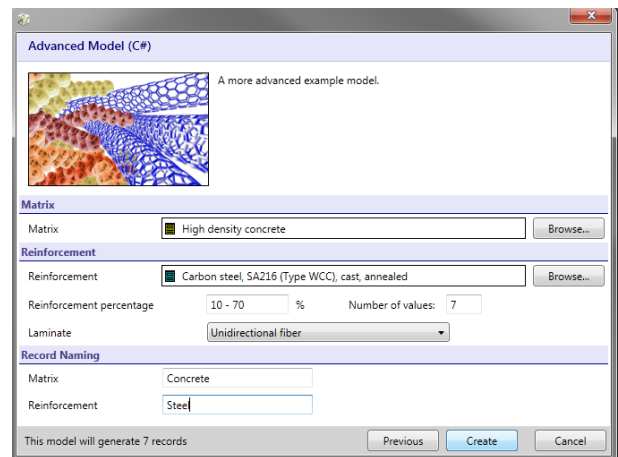 Advanced Model (C#)
A more advanced example model.
Matrix
Matrix High density concrete Browse...
Reinforcement
Reinforcement Carbon steel, SA216 (Type WCC), cast, annealed Browse...
Reinforcement percentage 10 - 70 % Number of values: 7
Laminate Unidirectional fiber
Record Naming
Matrix Concrete
Reinforcement Steel
This model will generate 7 records Previous Create Cancel